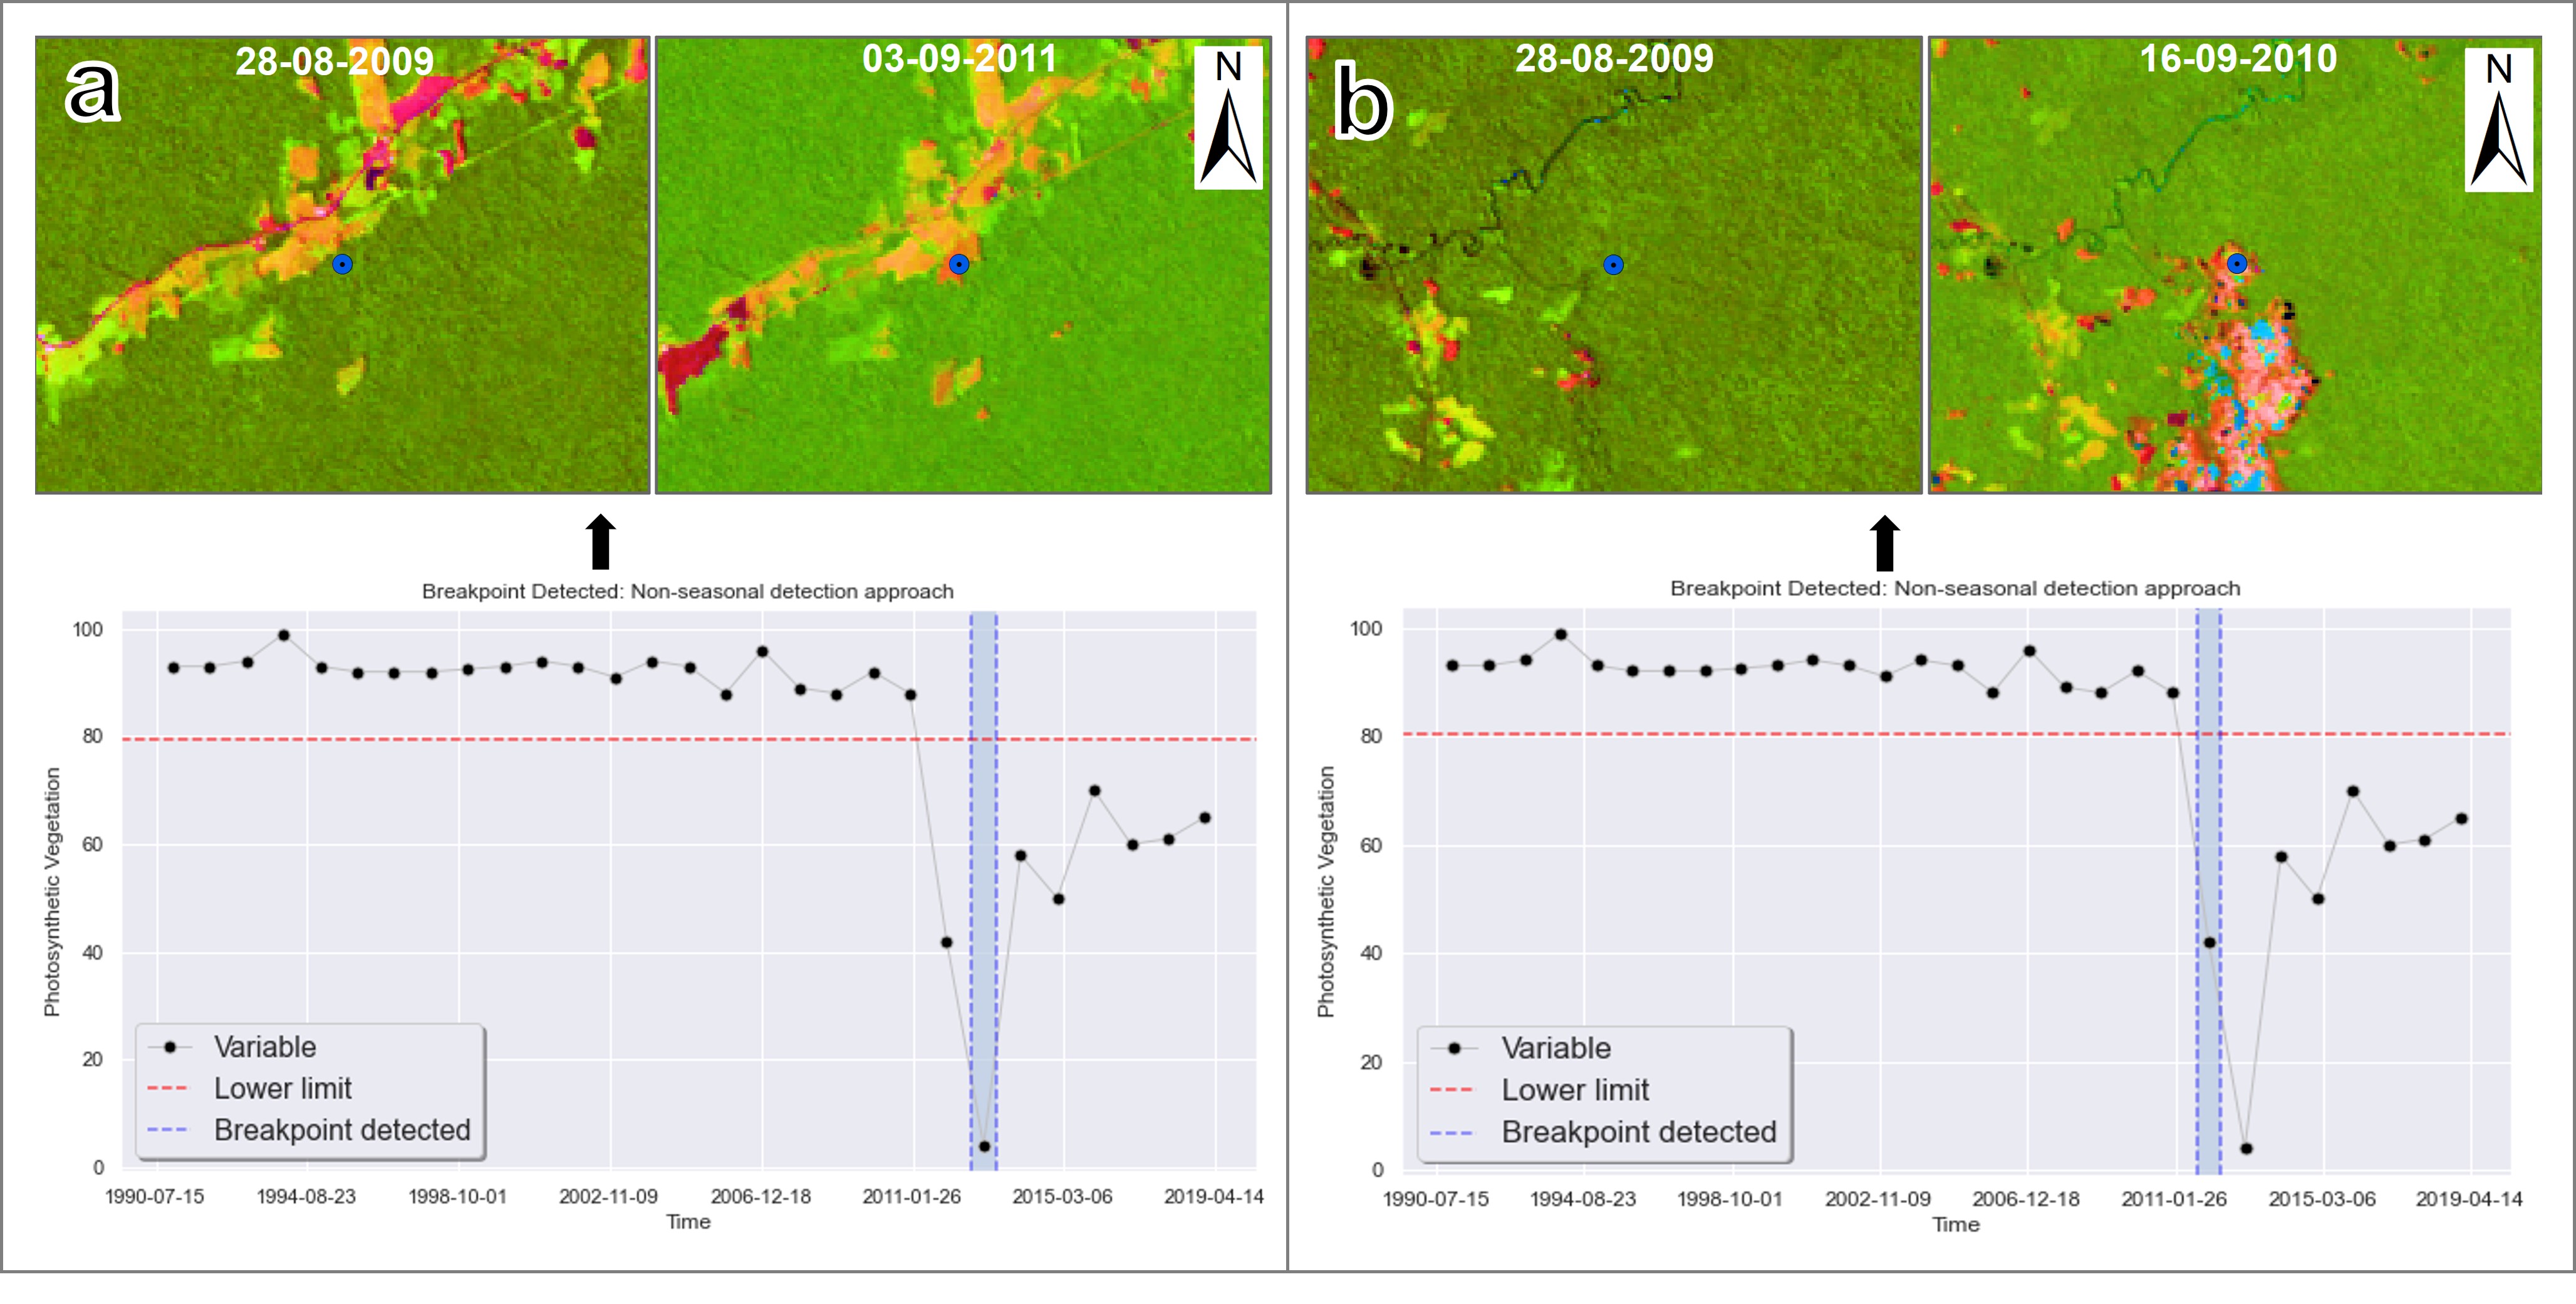 a
28-08-2009
03-09-2011
N
Breakpoint Detected: Non-seasonal detection approach
Photosynthetic Vegetation
100
80
60
40
20
0
Variable
Lower limit
Breakpoint detected
1990-07-15 1994-08-23 1998-10-01 2002-11-09 2006-12-18 2011-01-26 2015-03-06 2019-04-14
Time
b
28-08-2009
16-09-2010
N
Breakpoint Detected: Non-seasonal detection approach
Photosynthetic Vegetation
100
80
60
40
20
0
Variable
Lower limit
Breakpoint detected
1990-07-15 1994-08-23 1998-10-01 2002-11-09 2006-12-18 2011-01-26 2015-03-06 2019-04-14
Time